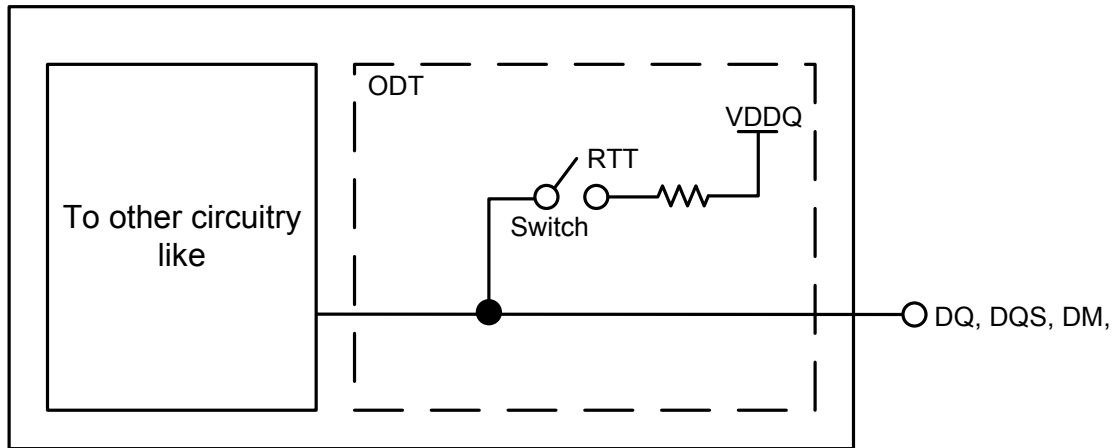 ODT
VDDQ
RTT
Switch
To other circuitry
like
DQ, DQS, DM,